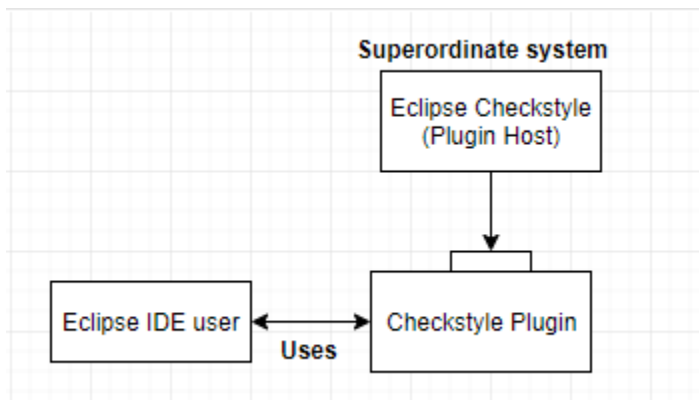 Superordinate system
Eclipse Checkstyle
(Plugin Host)
Eclipse IDE user
Uses
Checkstyle Plugin